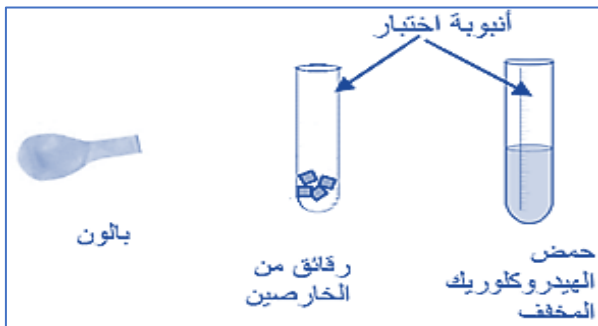 أنبوبة اختبار
حمض
الهيدروكلوريك
المخفف
رقائق من
الخارصين
بالون